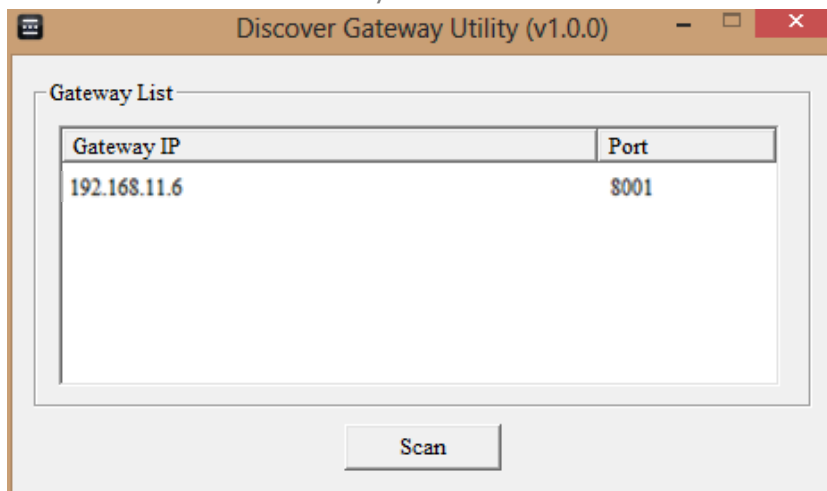 Discover Gateway Utility (v1.0.0)
Gateway List
Gateway IP Port
192.168.11.6 8001
Scan